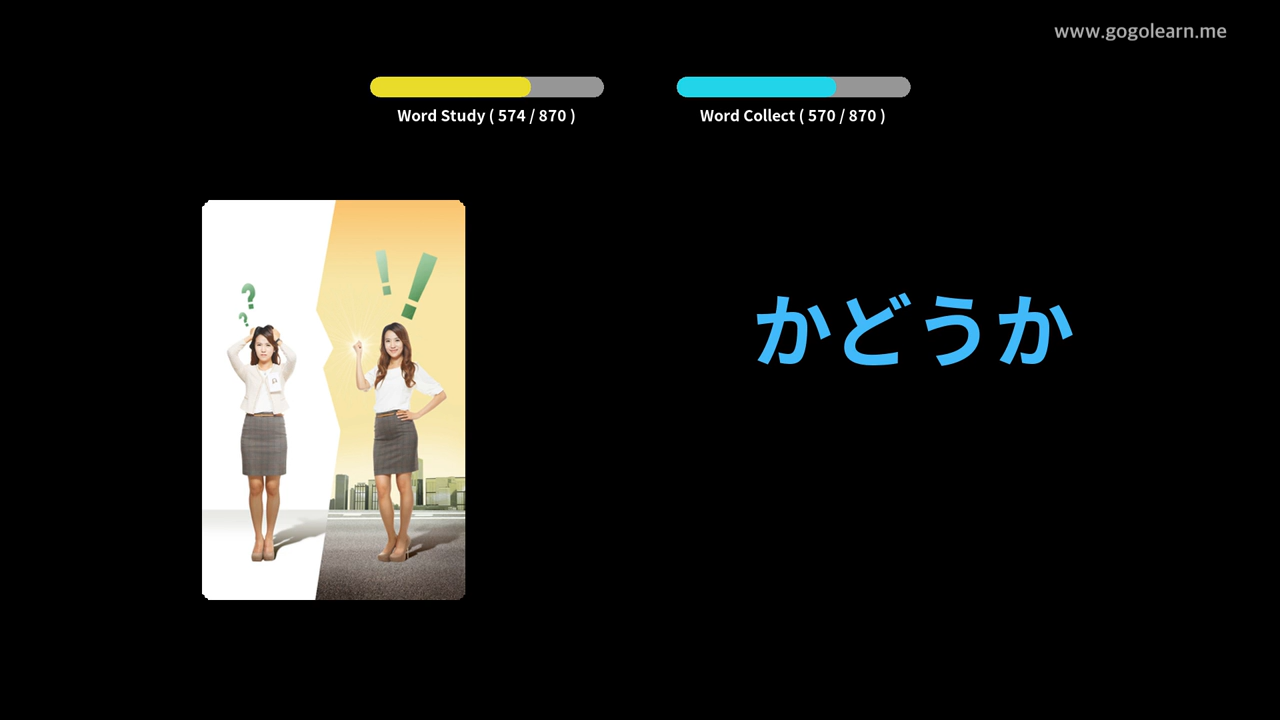 www.gogolearn.me
Word Study ( 574 / 870 )
Word Collect ( 570 / 870 )
? ! !
?
かどうか